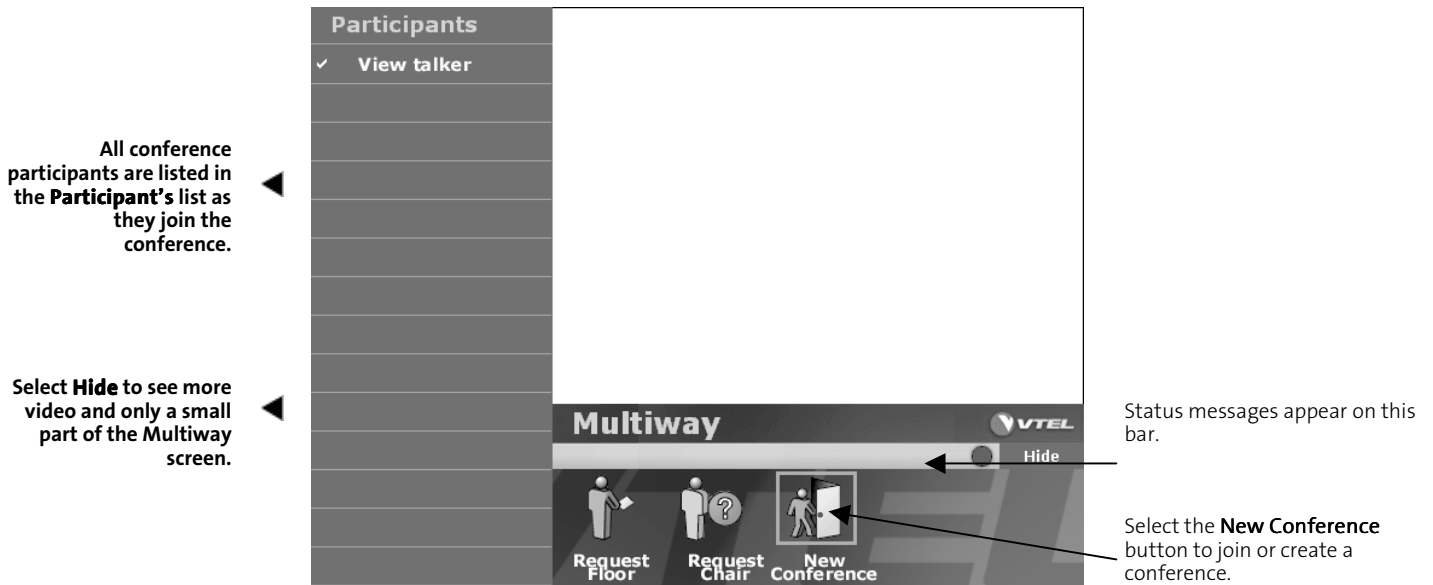 Participants
View talker
All conference
participants are listed in
the Participant's list as
they join the
conference.
Select Hide to see more
video and only a small
part of the Multiway
screen.
Multiway
VTEL
Hide
Request
Floor
Request
Chair
New
Conference
Status messages appear on this
bar.
Select the New Conference
button to join or create a
conference.